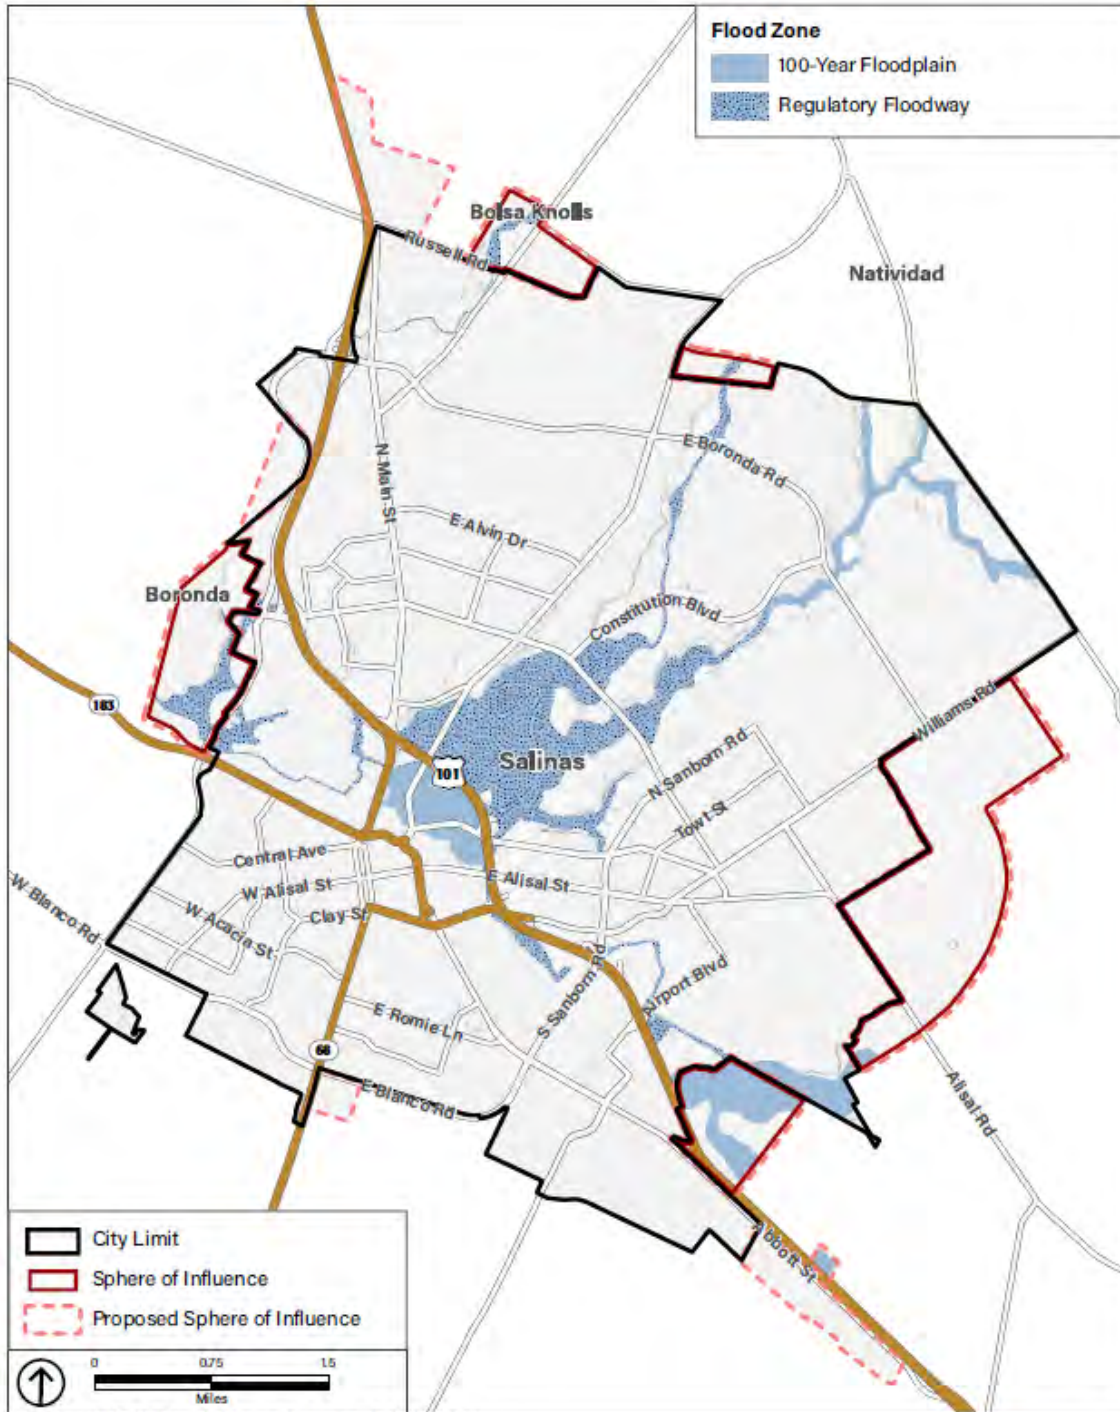 Flood Zone
100-Year Floodplain
Regulatory Floodway
Bolsa Knolls
Russell Rd
Natividad
E Boronda Rd
N Main St
E Alvin Dr
Boronda
Constitution Blvd
183
Williams Rd
N Sanborn Rd
Salinas
101
Towt St
Central Ave
W Alisal St
E Alisal St
W Blanco Rd
W Acacia St
Clay St
S Sanborn Rd
Airport Blvd
E Romie Ln
68
E Blanco Rd
Alisal Rd
Abbott St
City Limit
Sphere of Influence
Proposed Sphere of Influence
0 0.75 1.5
Miles